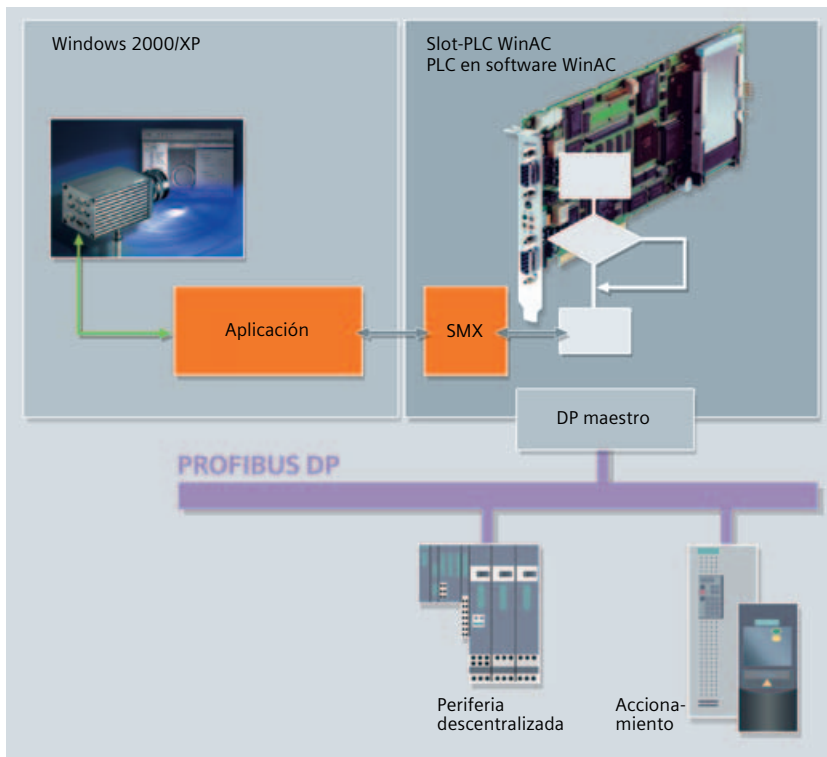 Windows 2000/XP
Slot-PLC WinAC
PLC en software WinAC
Aplicación
SMX
DP maestro
PROFIBUS DP
Periferia
descentralizada
Acciona-
miento